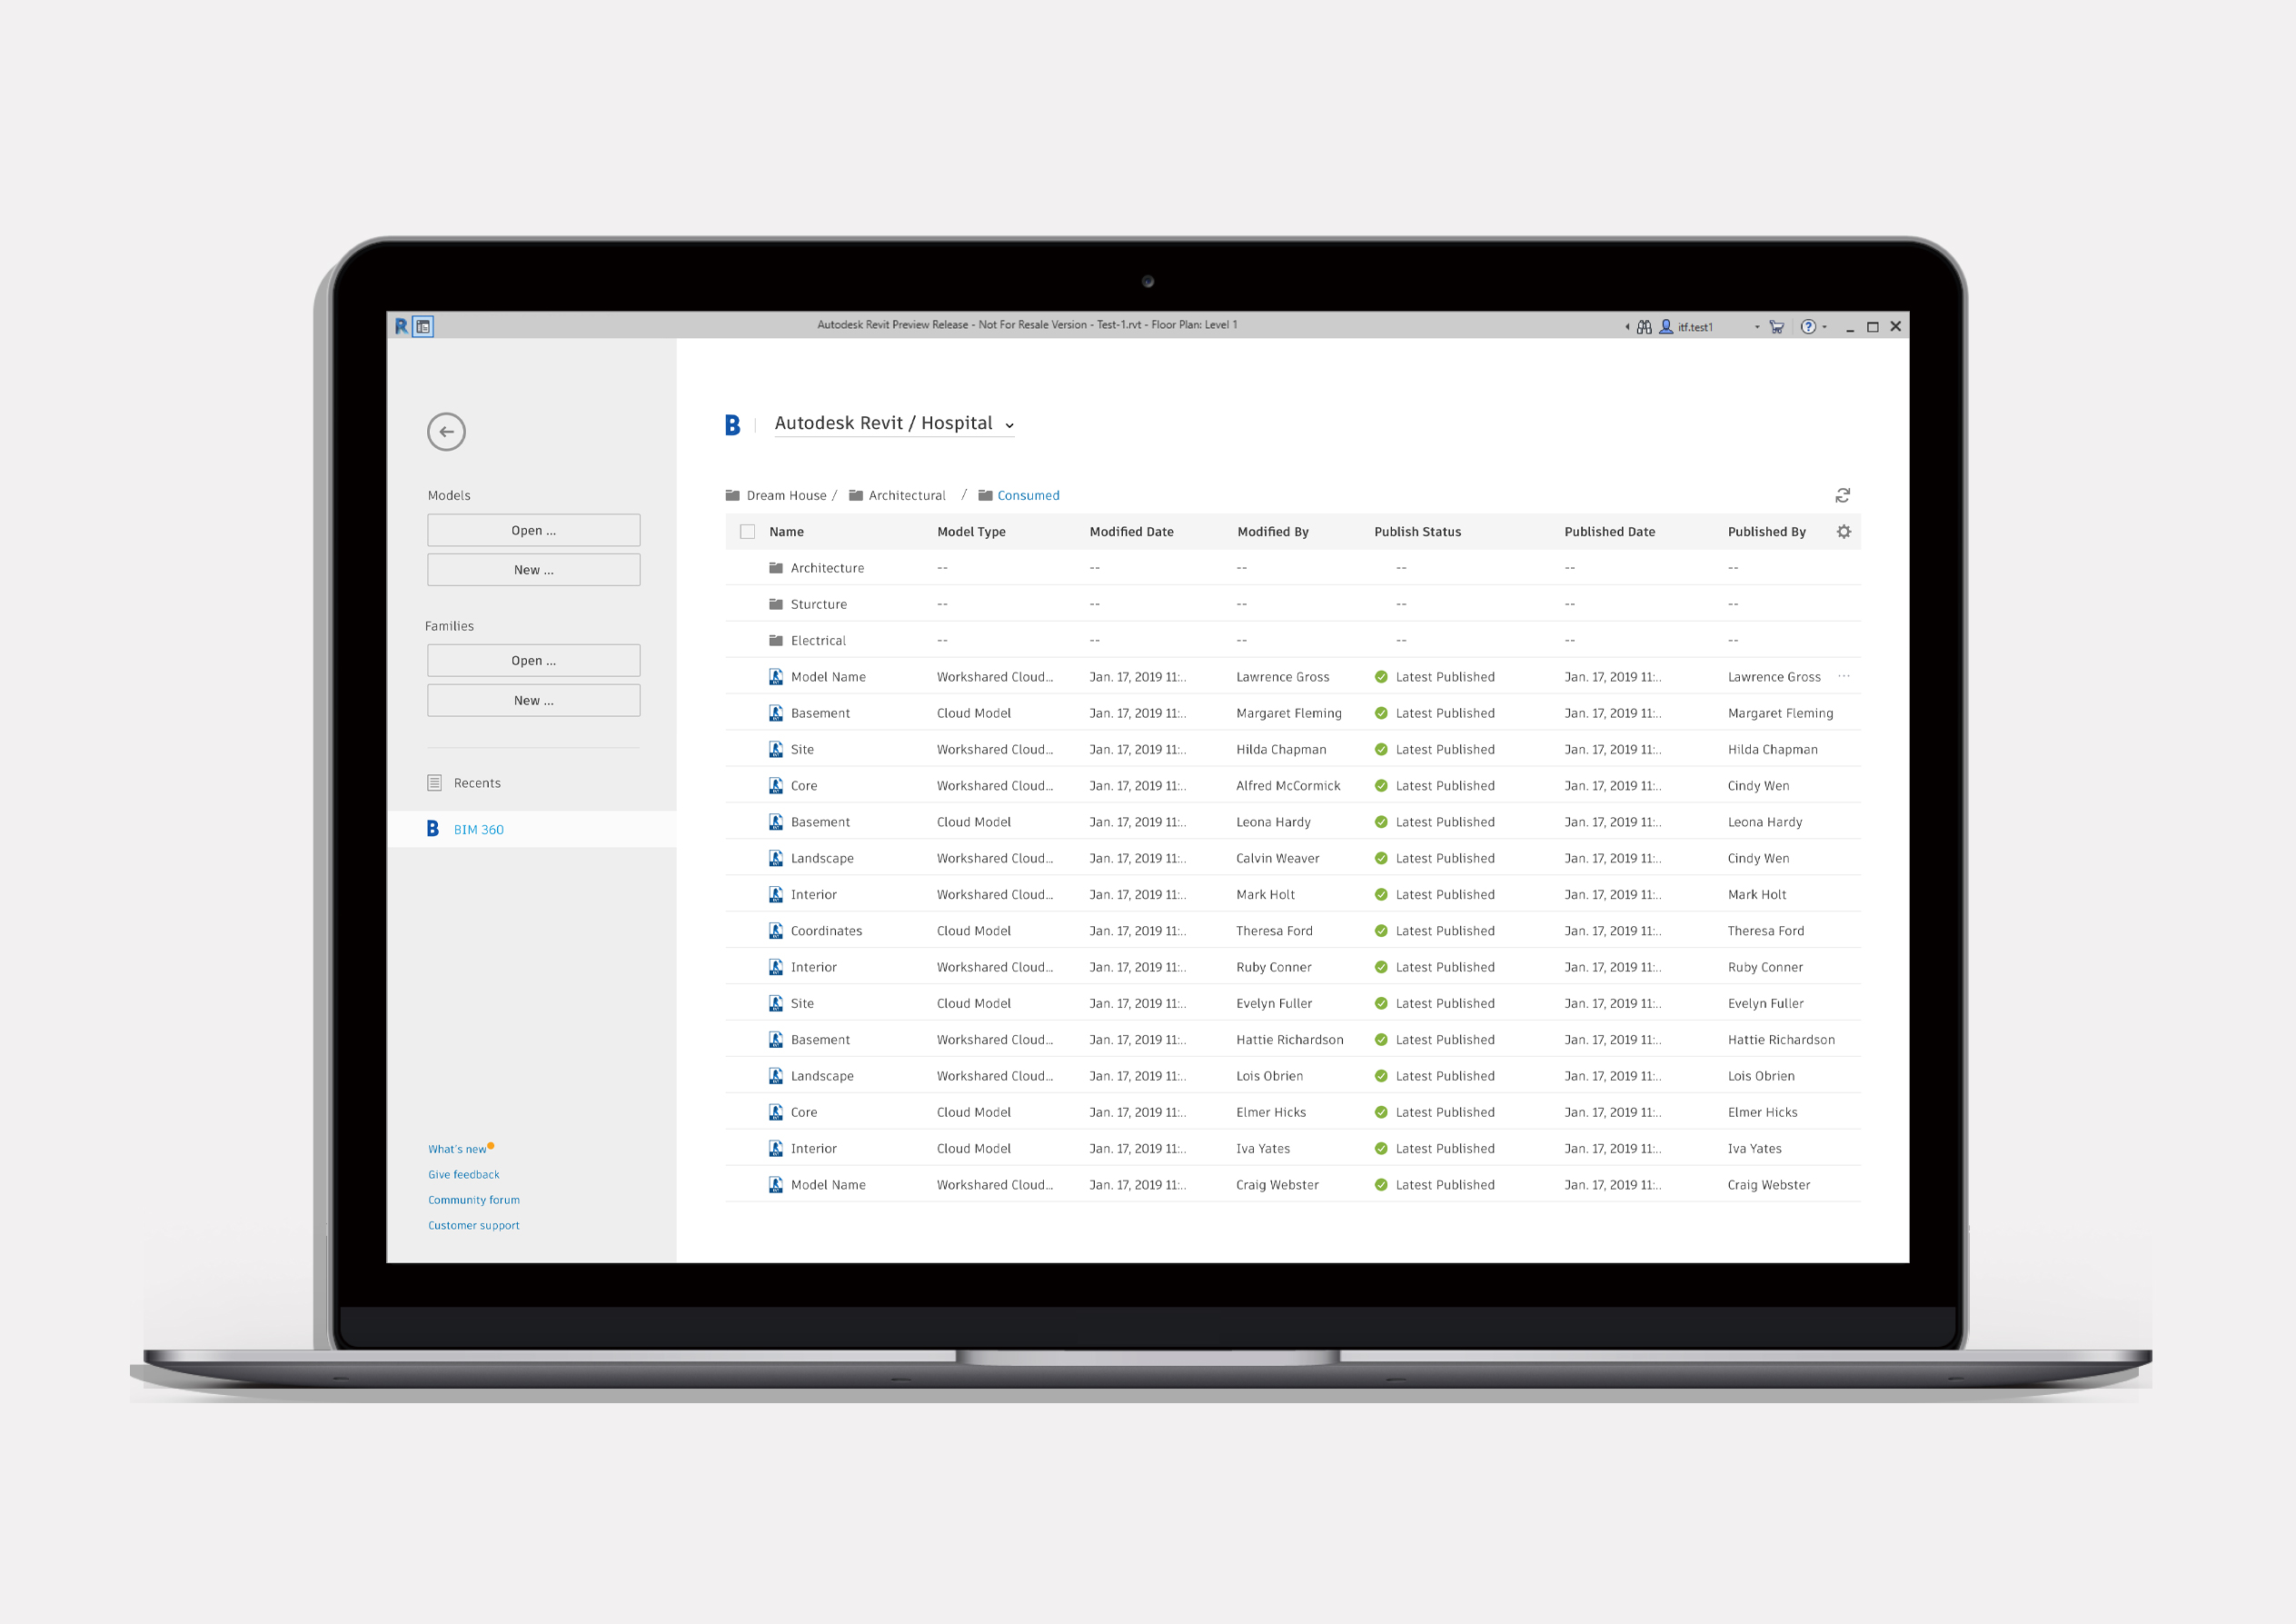 Autodesk Revit Preview Release - Not For Resale Version - Test-1.rvt - Floor Plan: Level 1
itf.test1
Models
Open ...
New ...
Families
Open ...
New ...
Recents
B BIM 360
What's new
Give feedback
Community forum
Customer support
B Autodesk Revit / Hospital
Dream House / Architectural / Consumed
Name Model Type Modified Date Modified By Publish Status Published Date Published By
Architecture -- -- -- -- -- --
Sturcture -- -- -- -- -- --
Electrical -- -- -- -- -- --
Model Name Workshared Cloud... Jan. 17, 2019 11:.. Lawrence Gross Latest Published Jan. 17, 2019 11:.. Lawrence Gross ...
Basement Cloud Model Jan. 17, 2019 11:.. Margaret Fleming Latest Published Jan. 17, 2019 11:.. Margaret Fleming
Site Workshared Cloud... Jan. 17, 2019 11:.. Hilda Chapman Latest Published Jan. 17, 2019 11:.. Hilda Chapman
Core Workshared Cloud... Jan. 17, 2019 11:.. Alfred McCormick Latest Published Jan. 17, 2019 11:.. Cindy Wen
Basement Cloud Model Jan. 17, 2019 11:.. Leona Hardy Latest Published Jan. 17, 2019 11:.. Leona Hardy
Landscape Workshared Cloud... Jan. 17, 2019 11:.. Calvin Weaver Latest Published Jan. 17, 2019 11:.. Cindy Wen
Interior Workshared Cloud... Jan. 17, 2019 11:.. Mark Holt Latest Published Jan. 17, 2019 11:.. Mark Holt
Coordinates Cloud Model Jan. 17, 2019 11:.. Theresa Ford Latest Published Jan. 17, 2019 11:.. Theresa Ford
Interior Workshared Cloud... Jan. 17, 2019 11:.. Ruby Conner Latest Published Jan. 17, 2019 11:.. Ruby Conner
Site Cloud Model Jan. 17, 2019 11:.. Evelyn Fuller Latest Published Jan. 17, 2019 11:.. Evelyn Fuller
Basement Workshared Cloud... Jan. 17, 2019 11:.. Hattie Richardson Latest Published Jan. 17, 2019 11:.. Hattie Richardson
Landscape Workshared Cloud... Jan. 17, 2019 11:.. Lois Obrien Latest Published Jan. 17, 2019 11:.. Lois Obrien
Core Cloud Model Jan. 17, 2019 11:.. Elmer Hicks Latest Published Jan. 17, 2019 11:.. Elmer Hicks
Interior Cloud Model Jan. 17, 2019 11:.. Iva Yates Latest Published Jan. 17, 2019 11:.. Iva Yates
Model Name Workshared Cloud... Jan. 17, 2019 11:.. Craig Webster Latest Published Jan. 17, 2019 11:.. Craig Webster